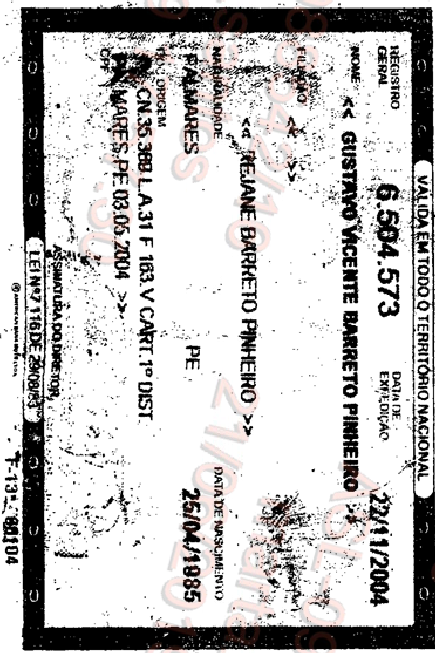 VÁLIDA EM TODO O TERRITÓRIO NACIONAL
REGISTRO GERAL 6.504.573 DATA DE EXPEDIÇÃO 22/11/2004
NOME << GUSTAVO VICENTE BARRETO PINHEIRO >>
FILIAÇÃO << >>
<< REJANE BARRETO PINHEIRO >>
NATURALIDADE DATA DE NASCIMENTO
PALMARES PE 25/04/1985
DOC. ORIGEM CN.35.388 L.A.31 F 163.V CART.1º DIST.
PALMARES-PE 03.05.2004 >>
CPF
ASSINATURA DO DIRETOR
LEI Nº 7.116 DE 29/08/83